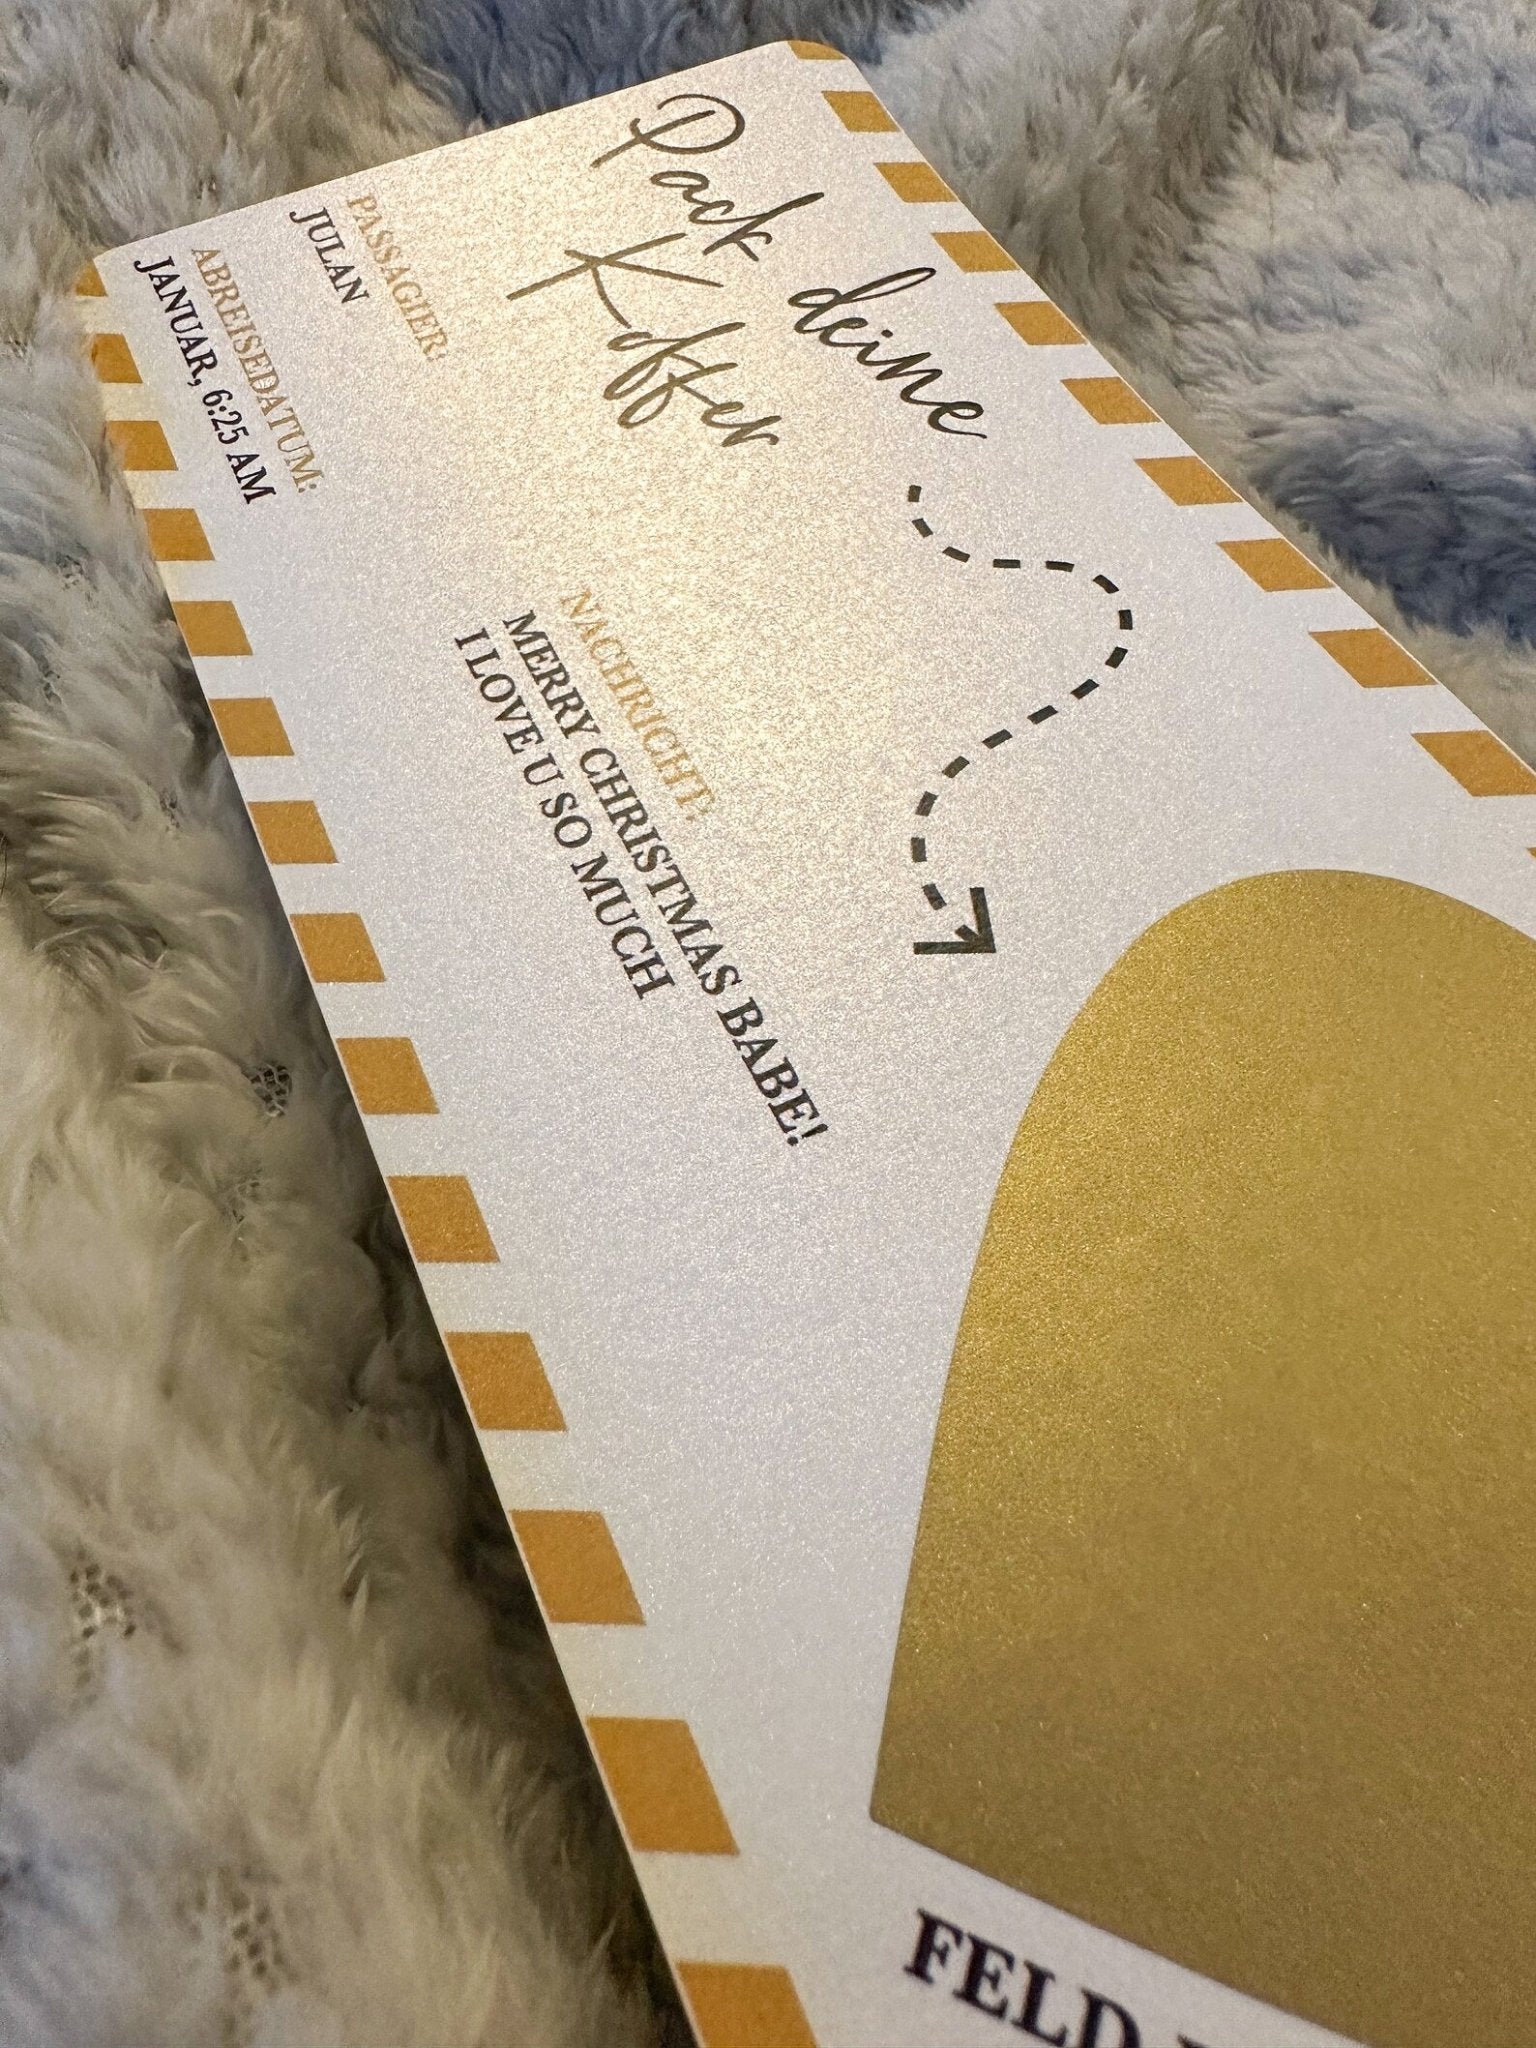 Pack deine
Koffer
PASSAGIER:
JULAN
ABREISEDATUM:
JANUAR, 6:25 AM
NACHRICHT:
MERRY CHRISTMAS BABE!
I LOVE U SO MUCH
FELD